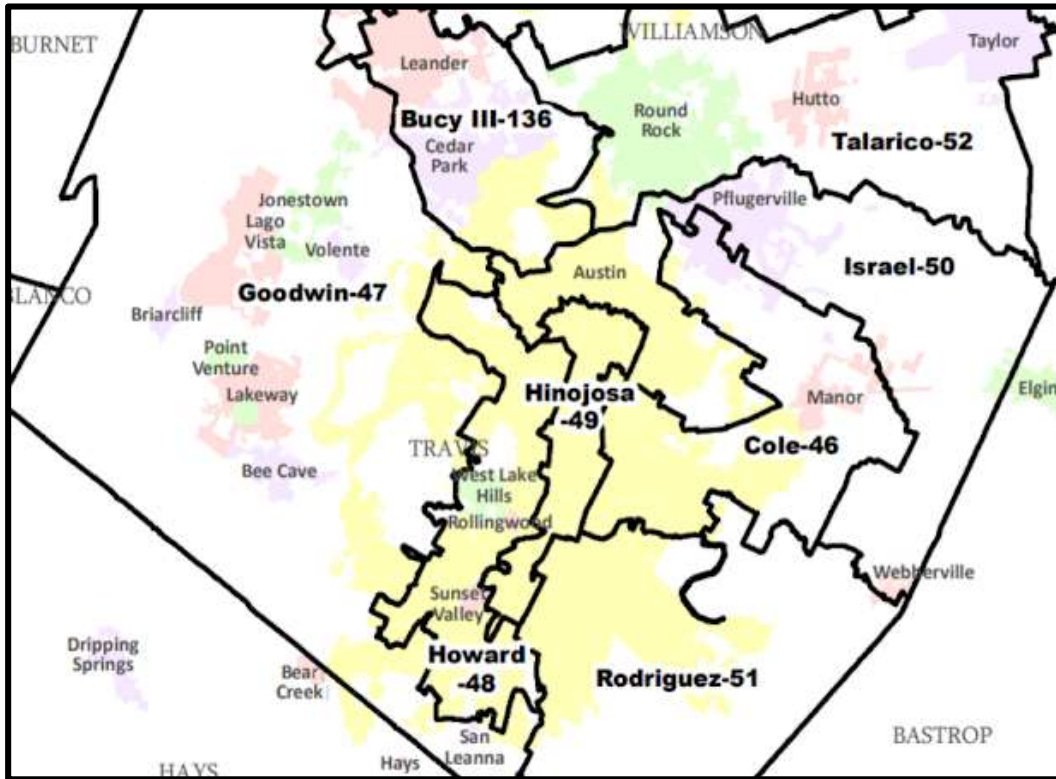 BURNET
WILLIAMSON
Taylor
Leander
Hutto
Round
Rock
Bucy III-136
Cedar
Park
Talarico-52
Pflugerville
Jonestown
Lago
Vista
Volente
Austin
Israel-50
BLANCO
Goodwin-47
Briarcliff
Point
Venture
Lakeway
Hinojosa
-49
Manor
Elgin
TRAVIS
Cole-46
Bee Cave
West Lake
Hills
Rollingwood
Webberville
Sunset
Valley
Dripping
Springs
Howard
-48
Bear
Creek
Rodriguez-51
San
Leanna
BASTROP
Hays
HAYS